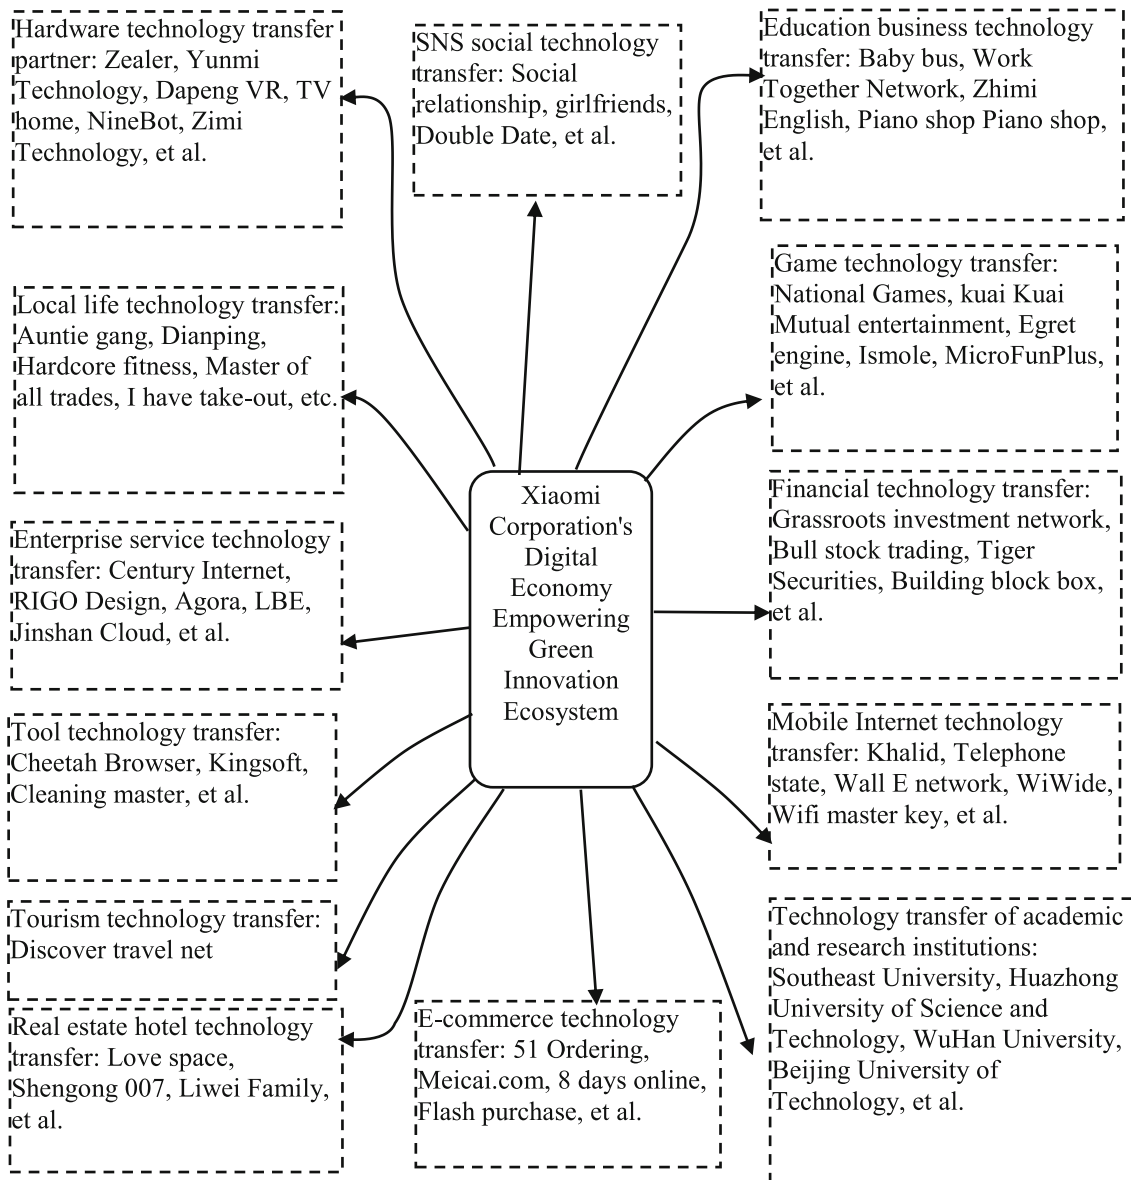 Hardware technology transfer
partner: Zealer, Yunmi
Technology, Dapeng VR, TV
home, NineBot, Zimi
Technology, et al.
SNS social technology
transfer: Social
relationship, girlfriends,
Double Date, et al.
Education business technology
transfer: Baby bus, Work
Together Network, Zhimi
English, Piano shop Piano shop,
et al.
Local life technology transfer:
Auntie gang, Dianping,
Hardcore fitness, Master of
all trades, I have take-out, etc.
Game technology transfer:
National Games, kuai Kuai
Mutual entertainment, Egret
engine, Ismole, MicroFunPlus,
et al.
Xiaomi
Corporation's
Digital
Economy
Empowering
Green
Innovation
Ecosystem
Financial technology transfer:
Grassroots investment network,
Bull stock trading, Tiger
Securities, Building block box,
et al.
Enterprise service technology
transfer: Century Internet,
RIGO Design, Agora, LBE,
Jinshan Cloud, et al.
Tool technology transfer:
Cheetah Browser, Kingsoft,
Cleaning master, et al.
Mobile Internet technology
transfer: Khalid, Telephone
state, Wall E network, WiWide,
Wifi master key, et al.
Tourism technology transfer:
Discover travel net
Technology transfer of academic
and research institutions:
Southeast University, Huazhong
University of Science and
Technology, WuHan University,
Beijing University of
Technology, et al.
Real estate hotel technology
transfer: Love space,
Shengong 007, Liwei Family,
et al.
E-commerce technology
transfer: 51 Ordering,
Meicai.com, 8 days online,
Flash purchase, et al.